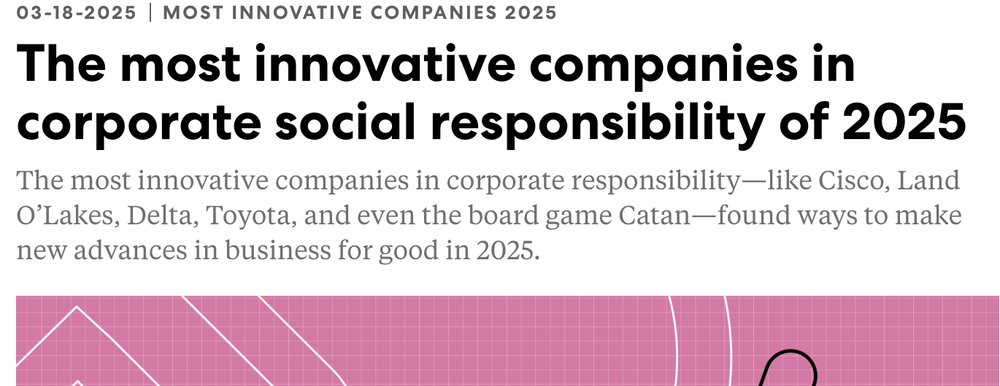 03-18-2025 | MOST INNOVATIVE COMPANIES 2025
The most innovative companies in
corporate social responsibility of 2025
The most innovative companies in corporate responsibility—like Cisco, Land
O’Lakes, Delta, Toyota, and even the board game Catan—found ways to make
new advances in business for good in 2025.